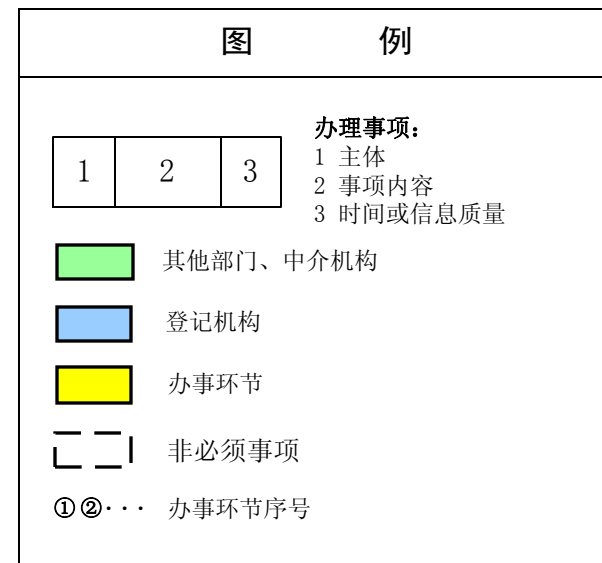 图 例
办理事项：
1 2 3
1 主体
2 事项内容
3 时间或信息质量
其他部门、中介机构
登记机构
办事环节
非必须事项
①②··· 办事环节序号